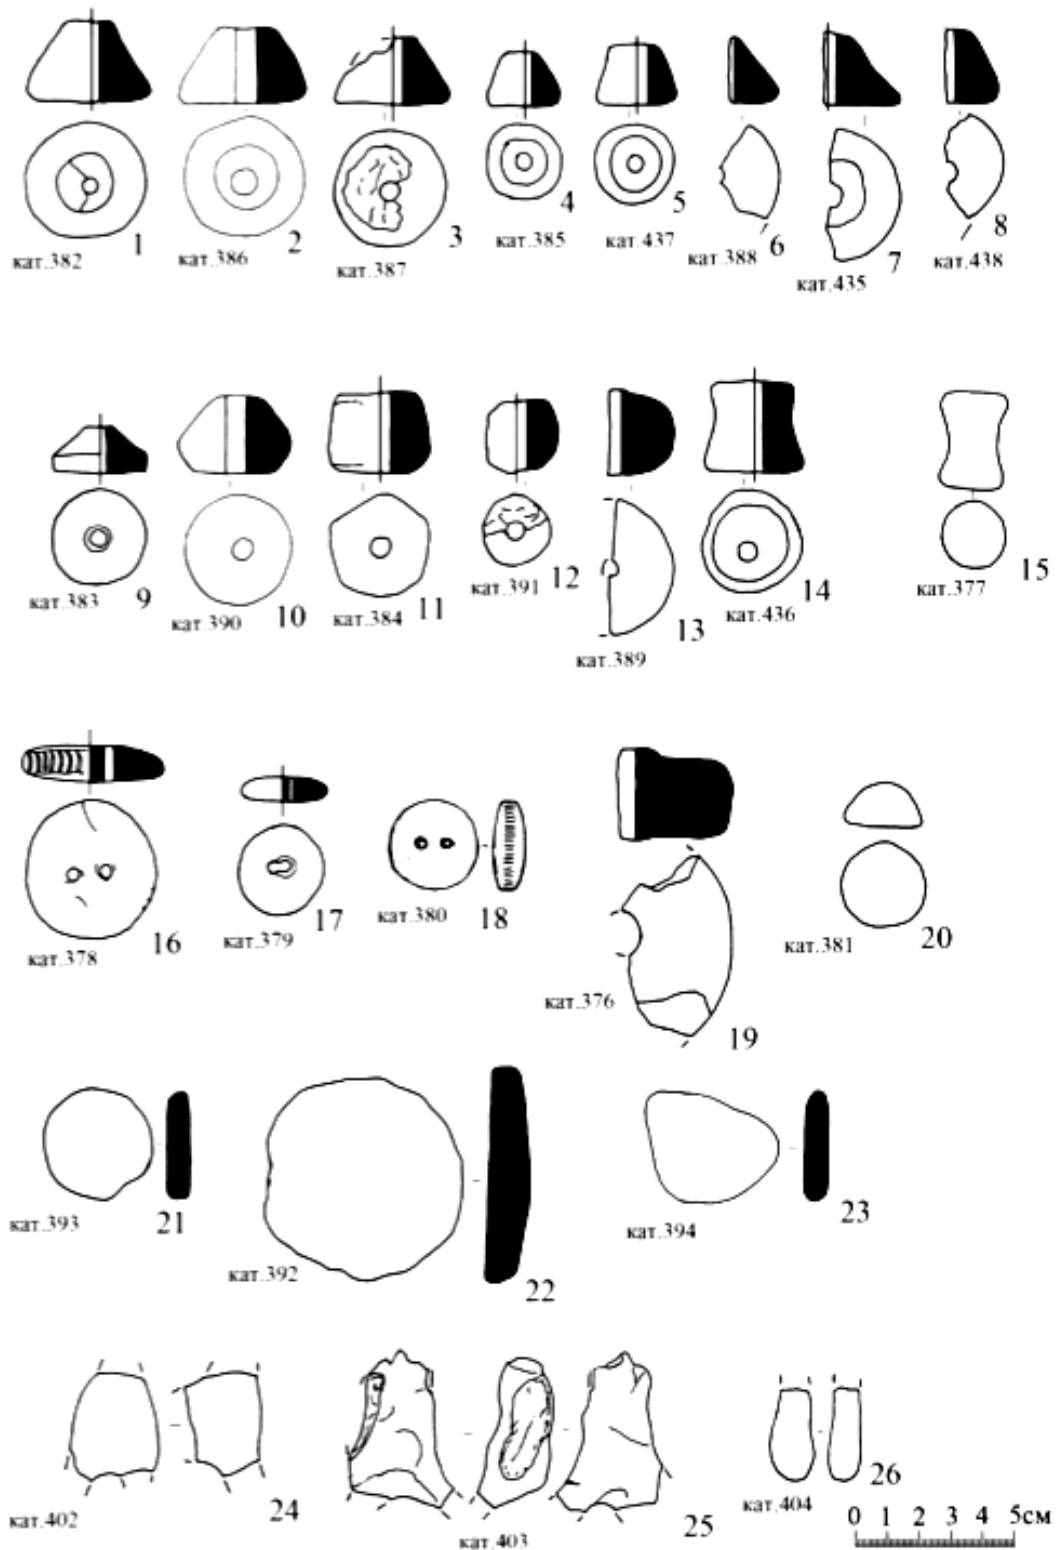 кат.382 1
кат.386 2
кат.387 3
кат.385 4
кат.437 5
кат.388 6
кат.435 7
кат.438 8
кат.383 9
кат.390 10
кат.384 11
кат.391 12
кат.389 13
кат.436 14
кат.377 15
кат.378 16
кат.379 17
кат.380 18
кат.376 19
кат.381 20
кат.393 21
кат.392 22
кат.394 23
кат.402 24
кат.403 25
кат.404 26
0 1 2 3 4 5см